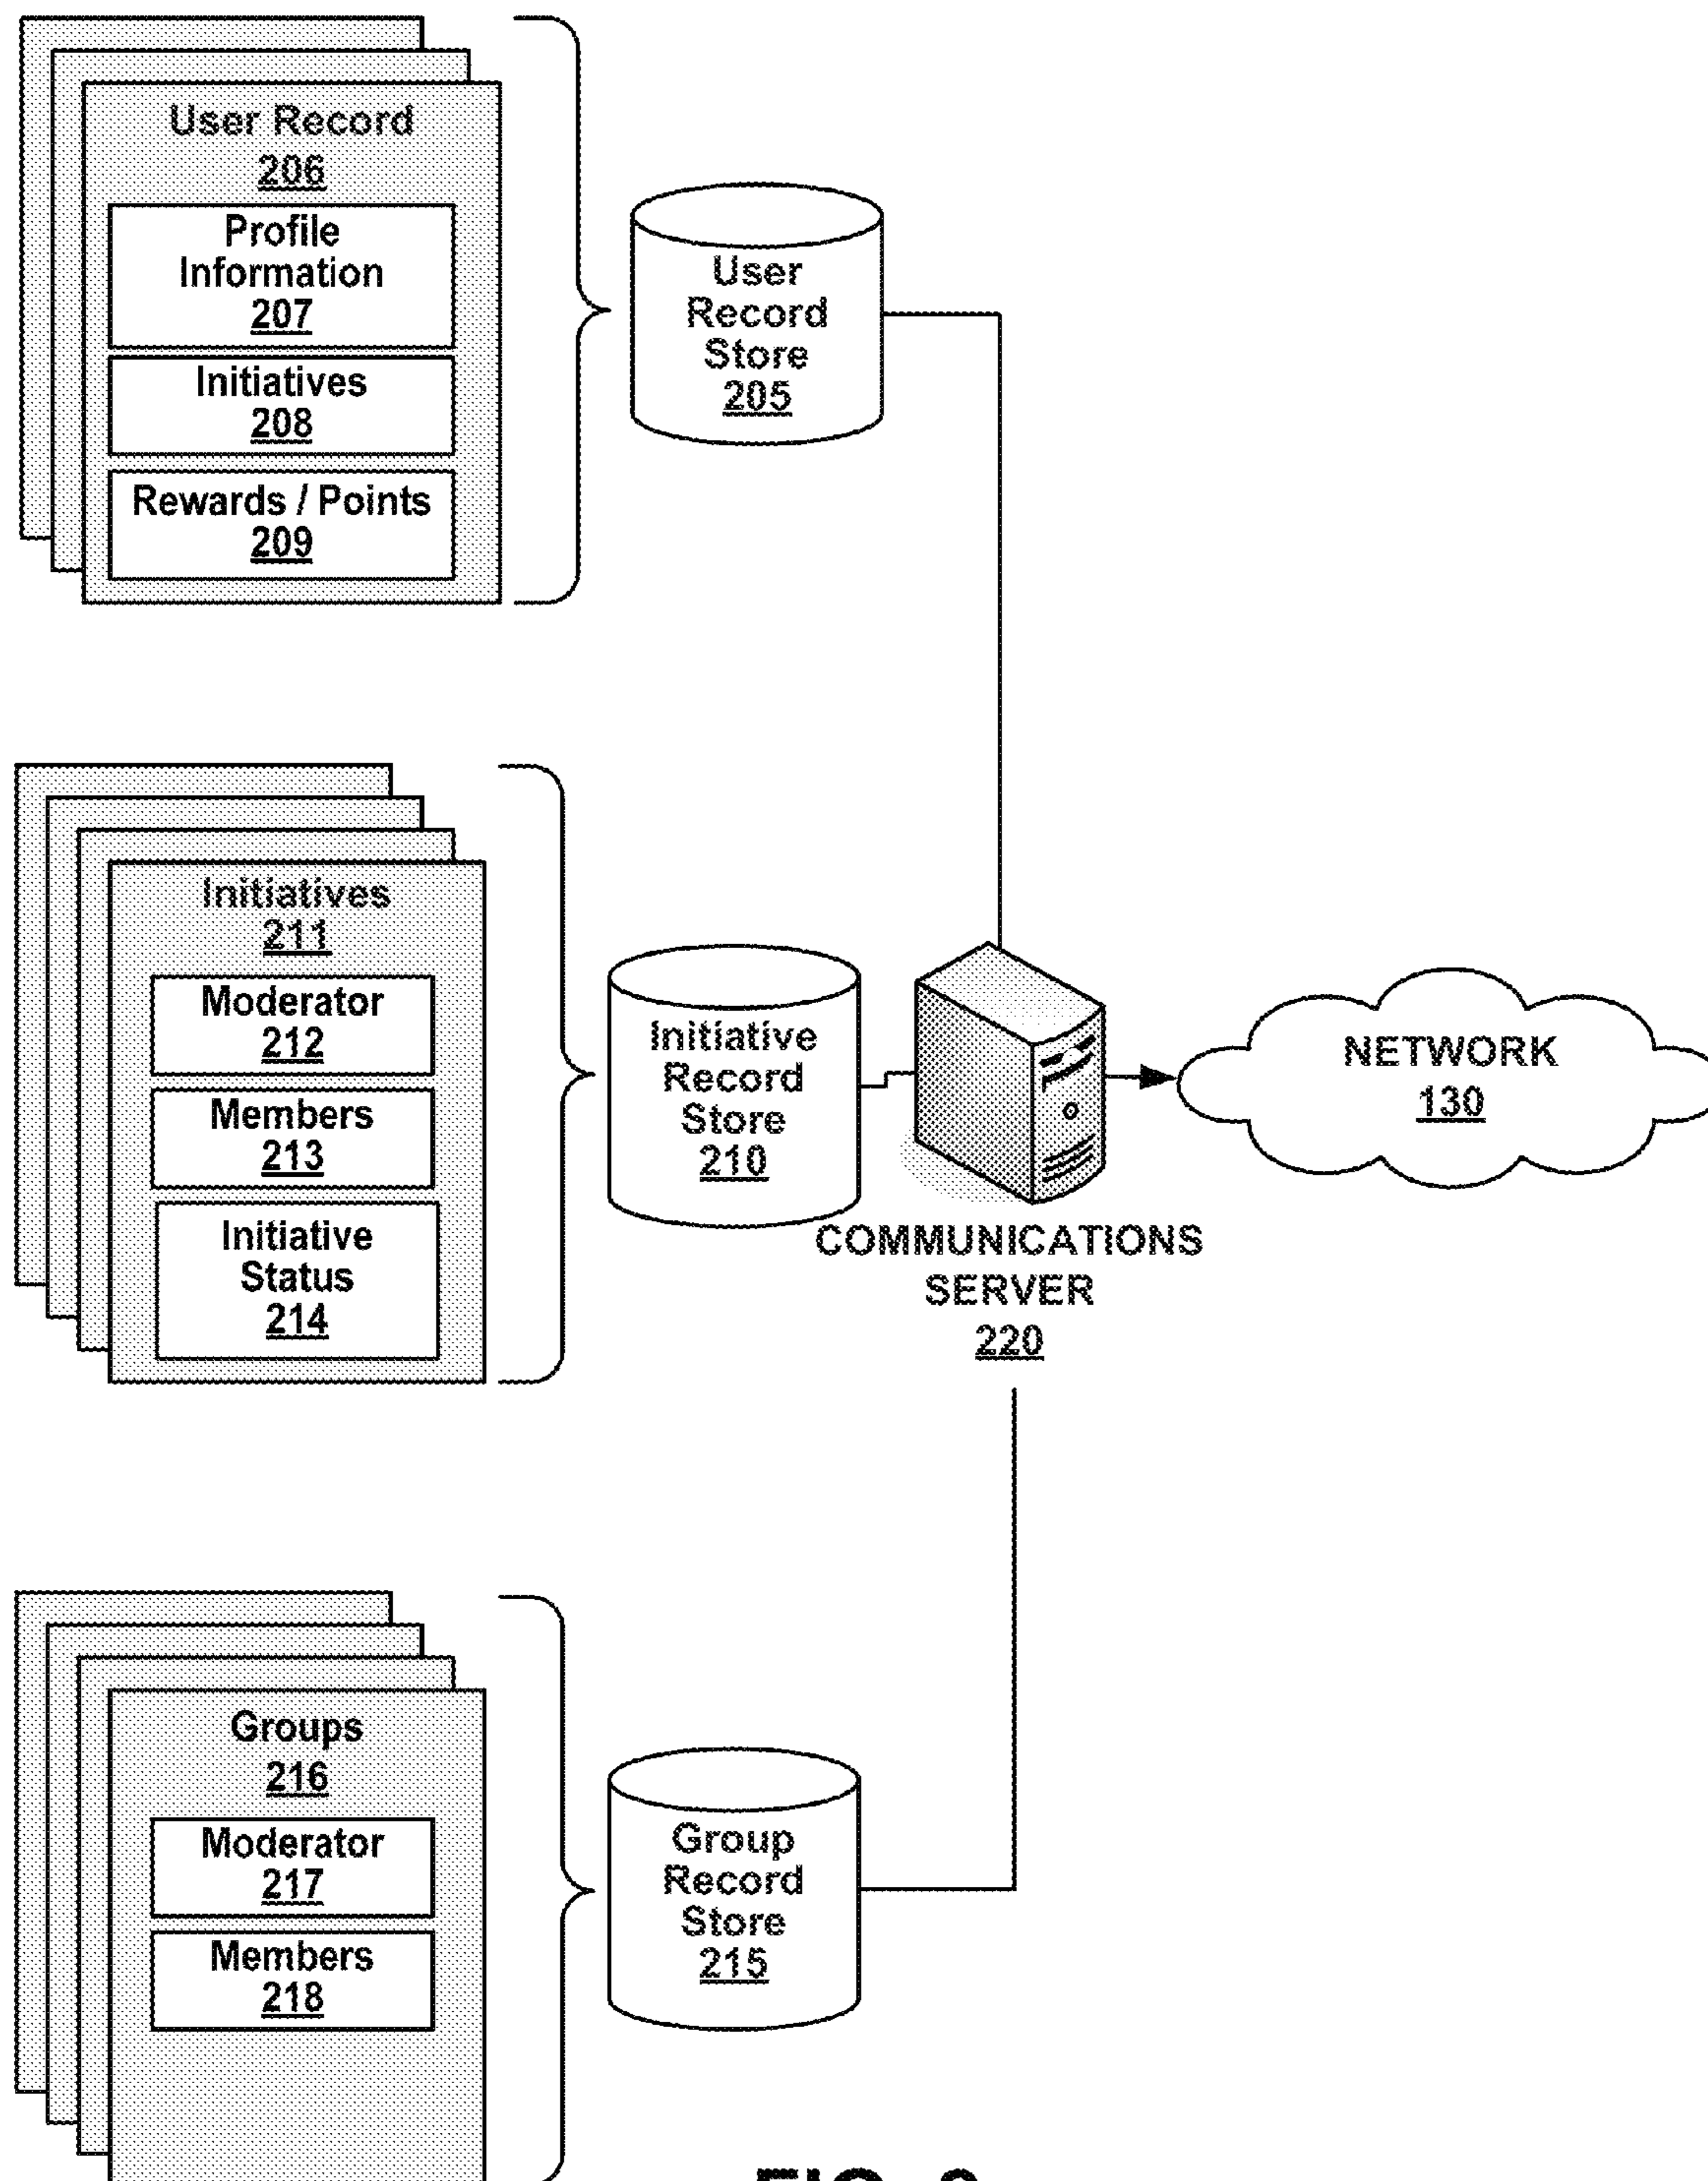 User Record
206
Profile
Information
207
Initiatives
208
Rewards / Points
209
User
Record
Store
205
Initiatives
211
Moderator
212
Members
213
Initiative
Status
214
Initiative
Record
Store
210
COMMUNICATIONS
SERVER
220
NETWORK
130
Groups
216
Moderator
217
Members
218
Group
Record
Store
215